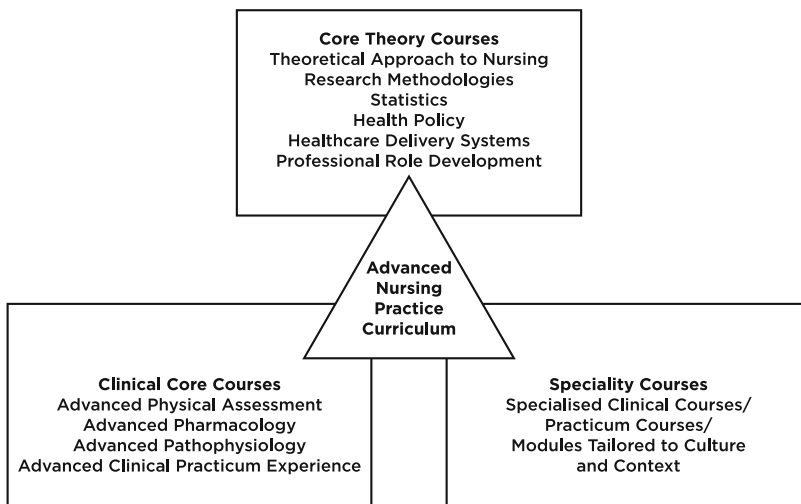 Core Theory Courses
Theoretical Approach to Nursing
Research Methodologies
Statistics
Health Policy
Healthcare Delivery Systems
Professional Role Development
Advanced
Nursing
Practice
Curriculum
Clinical Core Courses
Advanced Physical Assessment
Advanced Pharmacology
Advanced Pathophysiology
Advanced Clinical Practicum Experience
Speciality Courses
Specialised Clinical Courses/
Practicum Courses/
Modules Tailored to Culture
and Context